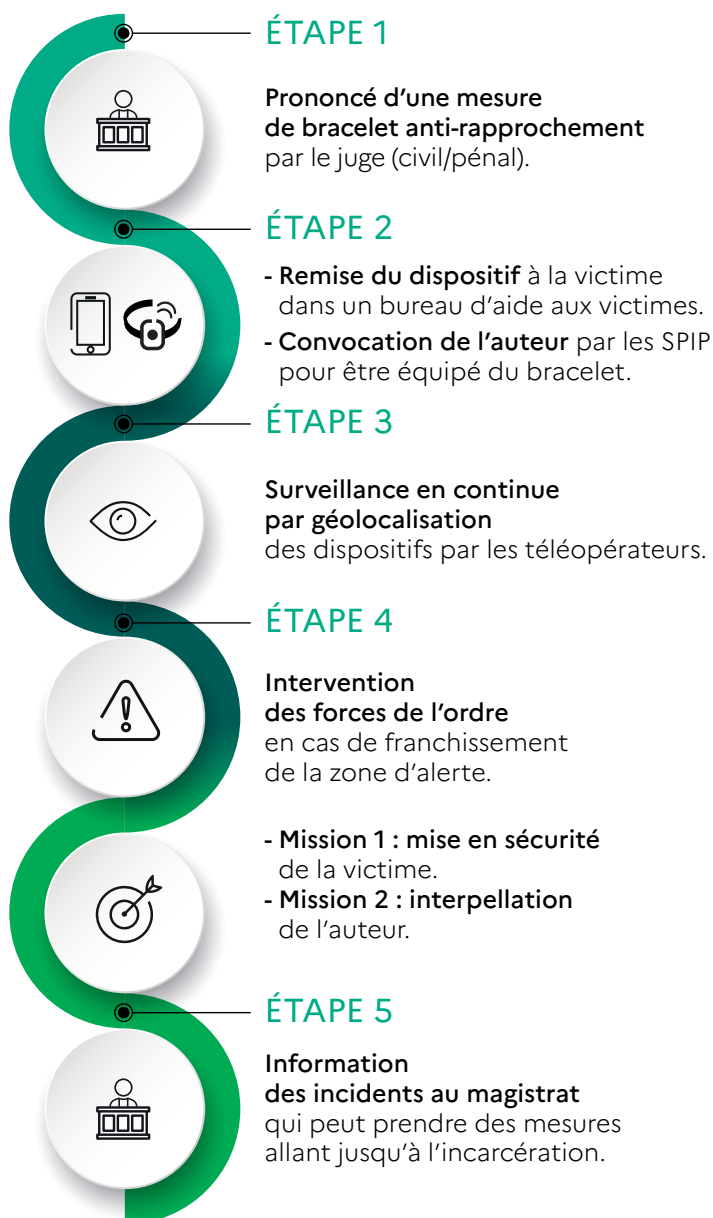 ÉTAPE 1
Prononcé d’une mesure
de bracelet anti-rapprochement
par le juge (civil/pénal).
ÉTAPE 2
- Remise du dispositif à la victime
dans un bureau d’aide aux victimes.
- Convocation de l’auteur par les SPIP
pour être équipé du bracelet.
ÉTAPE 3
Surveillance en continue
par géolocalisation
des dispositifs par les téléopérateurs.
ÉTAPE 4
Intervention
des forces de l’ordre
en cas de franchissement
de la zone d’alerte.
- Mission 1 : mise en sécurité
de la victime.
- Mission 2 : interpellation
de l’auteur.
ÉTAPE 5
Information
des incidents au magistrat
qui peut prendre des mesures
allant jusqu’à l’incarcération.